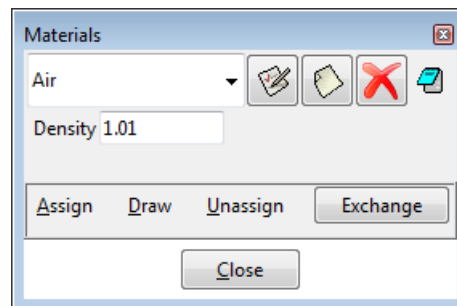 Materials
Air
Density 1.01
Assign Draw Unassign Exchange
Close